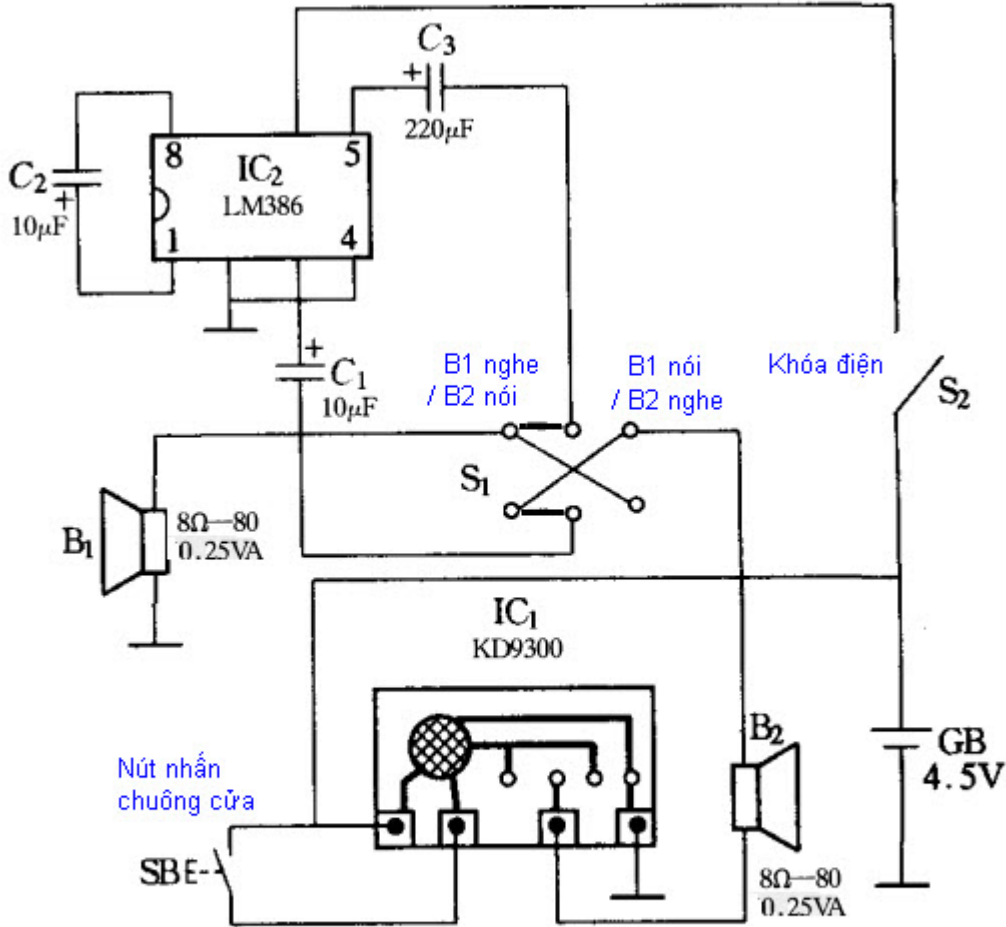 C3
+
220μF
8
5
IC2
LM386
1
4
C2
+
10μF
+
C1
10μF
B1 nghe
/ B2 nói
B1 nói
/ B2 nghe
Khóa điện
S2
S1
B1
8Ω—80
0.25VA
IC1
KD9300
B2
GB
4.5V
Nút nhấn
chuông cửa
SB
8Ω—80
0.25VA